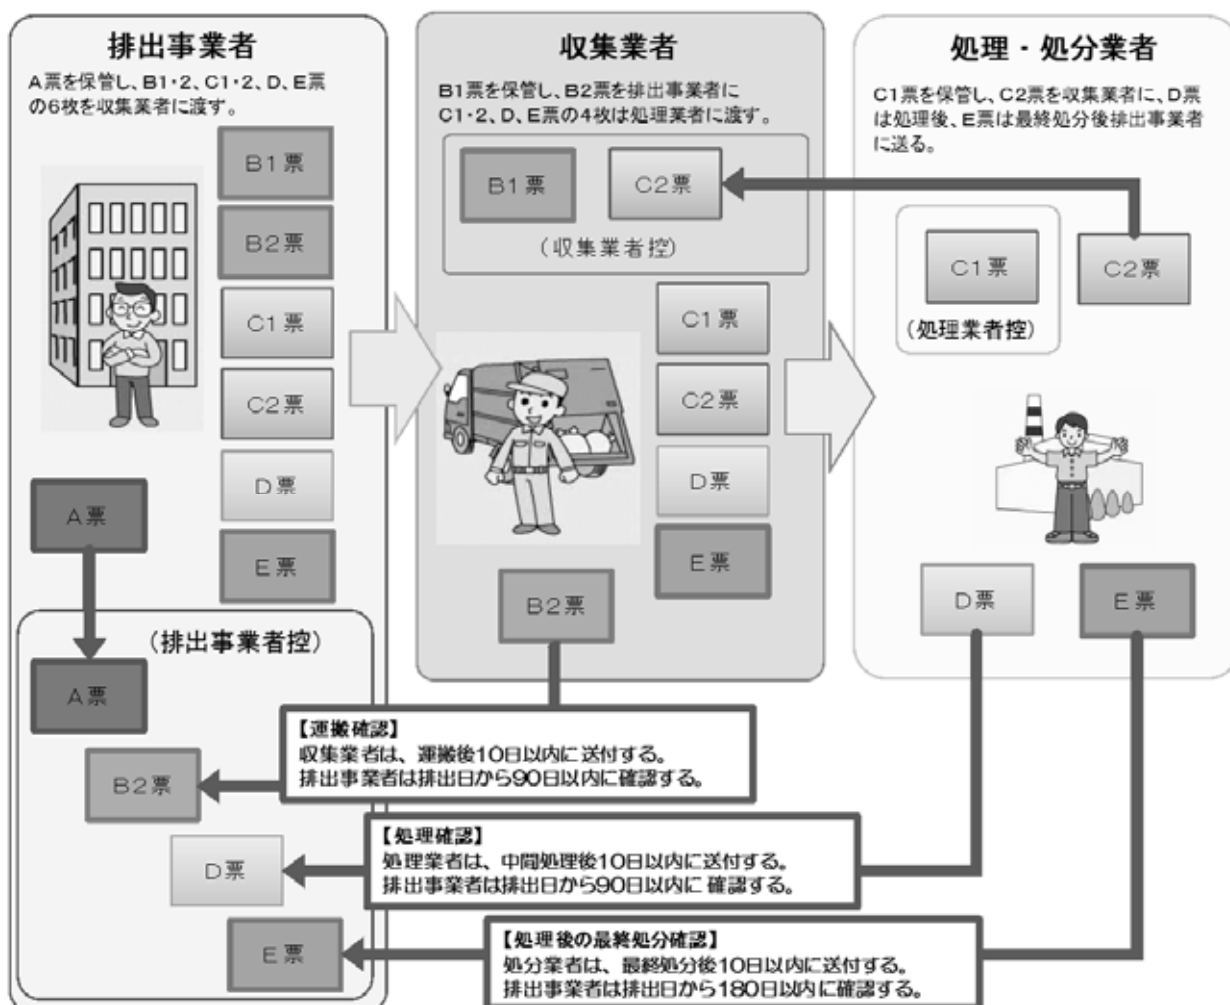 排出事業者
A票を保管し、B1・2、C1・2、D、E票
の6枚を収集業者に渡す。
B1票
B2票
C1票
C2票
D票
E票
A票
(排出事業者控)
A票
B2票
D票
E票
収集業者
B1票を保管し、B2票を排出事業者に
C1・2、D、E票の4枚は処理業者に渡す。
B1票
C2票
(収集業者控)
C1票
C2票
D票
E票
B2票
処理・処分業者
C1票を保管し、C2票を収集業者に、D票
は処理後、E票は最終処分後排出事業者
に送る。
C1票
(処理業者控)
C2票
D票
E票
【運搬確認】
収集業者は、運搬後10日以内に送付する。
排出事業者は排出日から90日以内に確認する。
【処理確認】
処理業者は、中間処理後10日以内に送付する。
排出事業者は排出日から90日以内に 確認する。
【処理後の最終処分確認】
処分業者は、最終処分後10日以内に送付する。
排出事業者は排出日から180日以内に確認する。